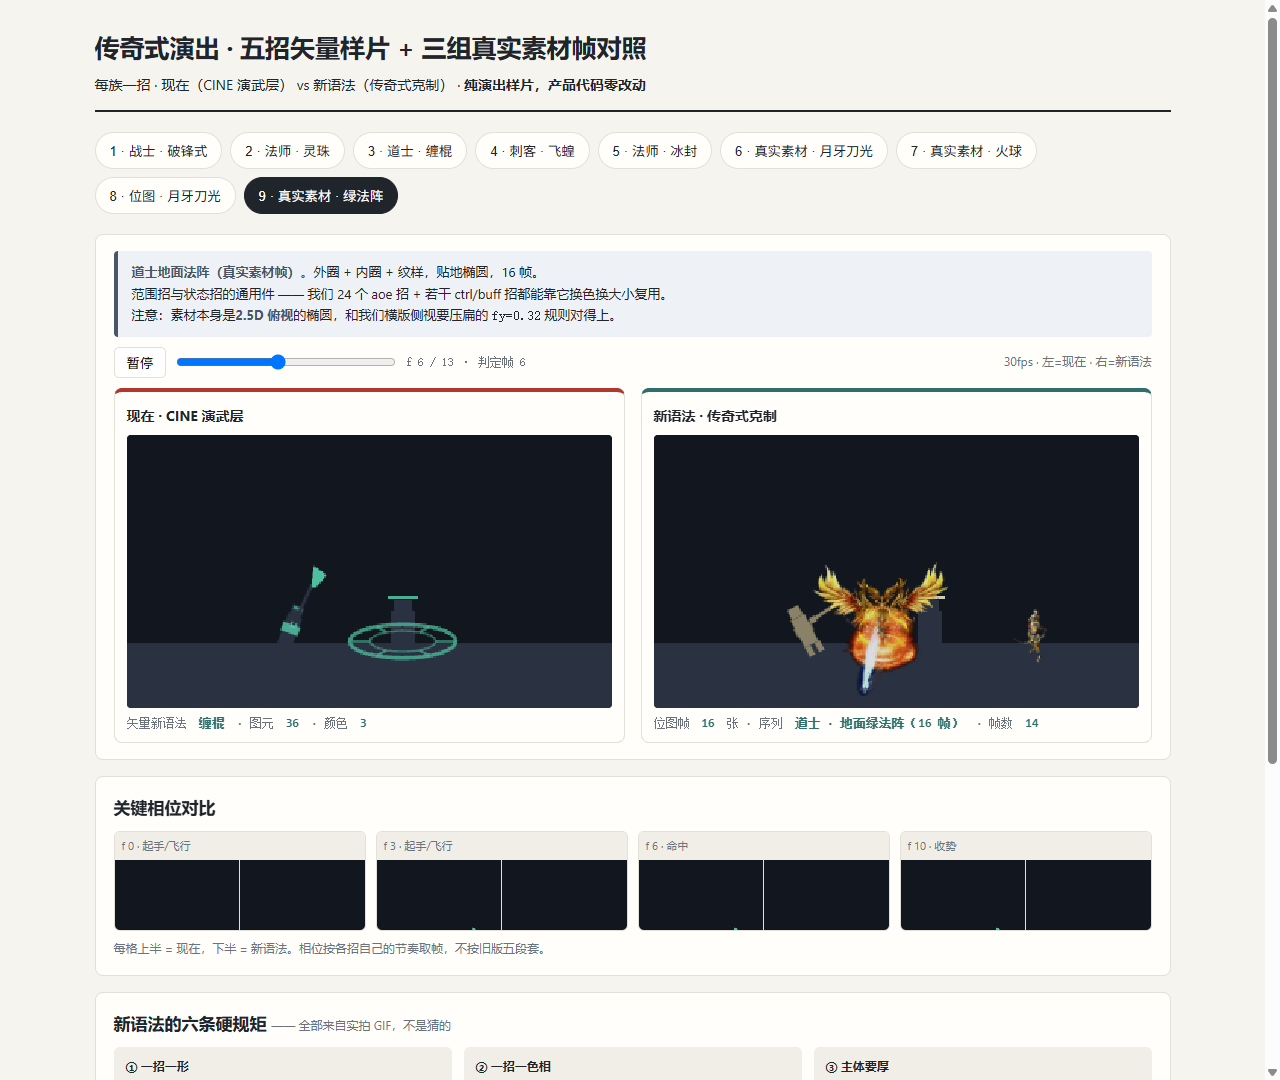 传奇式演出 · 五招矢量样片 + 三组真实素材帧对照
每族一招 · 现在（CINE 演武层） vs 新语法（传奇式克制） · 纯演出样片，产品代码零改动
1 · 战士 · 破锋式
2 · 法师 · 灵珠
3 · 道士 · 缠棍
4 · 刺客 · 飞蝗
5 · 法师 · 冰封
6 · 真实素材 · 月牙刀光
7 · 真实素材 · 火球
8 · 位图 · 月牙刀光
9 · 真实素材 · 绿法阵
道士地面法阵（真实素材帧）。外圈 + 内圈 + 纹样，贴地椭圆，16 帧。
范围招与状态招的通用件 —— 我们 24 个 aoe 招 + 若干 ctrl/buff 招都能靠它换色换大小复用。
注意：素材本身是2.5D 俯视的椭圆，和我们横版侧视要压扁的 fy=0.32 规则对得上。
暂停
f 6 / 13 · 判定帧 6
30fps · 左=现在 · 右=新语法
现在 · CINE 演武层
矢量新语法 缠棍 · 图元 36 · 颜色 3
新语法 · 传奇式克制
位图帧 16 张 · 序列 道士 · 地面绿法阵（16 帧） · 帧数 14
关键相位对比
f 0 · 起手/飞行
f 3 · 起手/飞行
f 6 · 命中
f 10 · 收势
每格上半 = 现在，下半 = 新语法。相位按各招自己的节奏取帧，不按旧版五段套。
新语法的六条硬规矩 —— 全部来自实拍 GIF，不是猜的
① 一招一形
② 一招一色相
③ 主体要厚